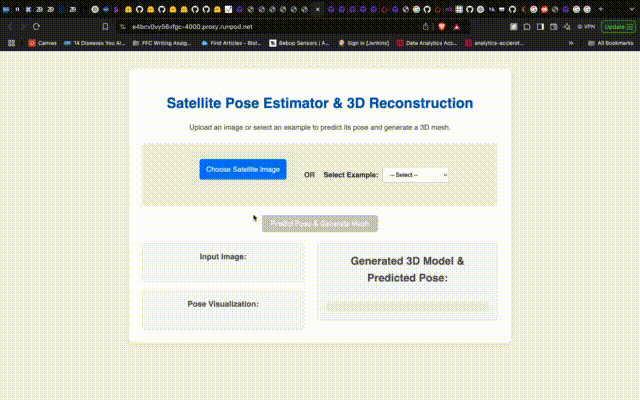 e4bcv0vy56vfgc-4000.proxy.runpod.net
VPN
Update
Canvas
14 Diseases You Al...
PFC Writing Assig...
Find Articles - Biol...
Bebop Sensors | A...
Sign in [Jenkins]
Data Analytics Acc...
analytics-accelerat...
All Bookmarks
Satellite Pose Estimator & 3D Reconstruction
Upload an image or select an example to predict its pose and generate a 3D mesh.
Choose Satellite Image
OR
Select Example:
-- Select --
Predict Pose & Generate Mesh
Input Image:
Generated 3D Model &
Predicted Pose:
Pose Visualization: